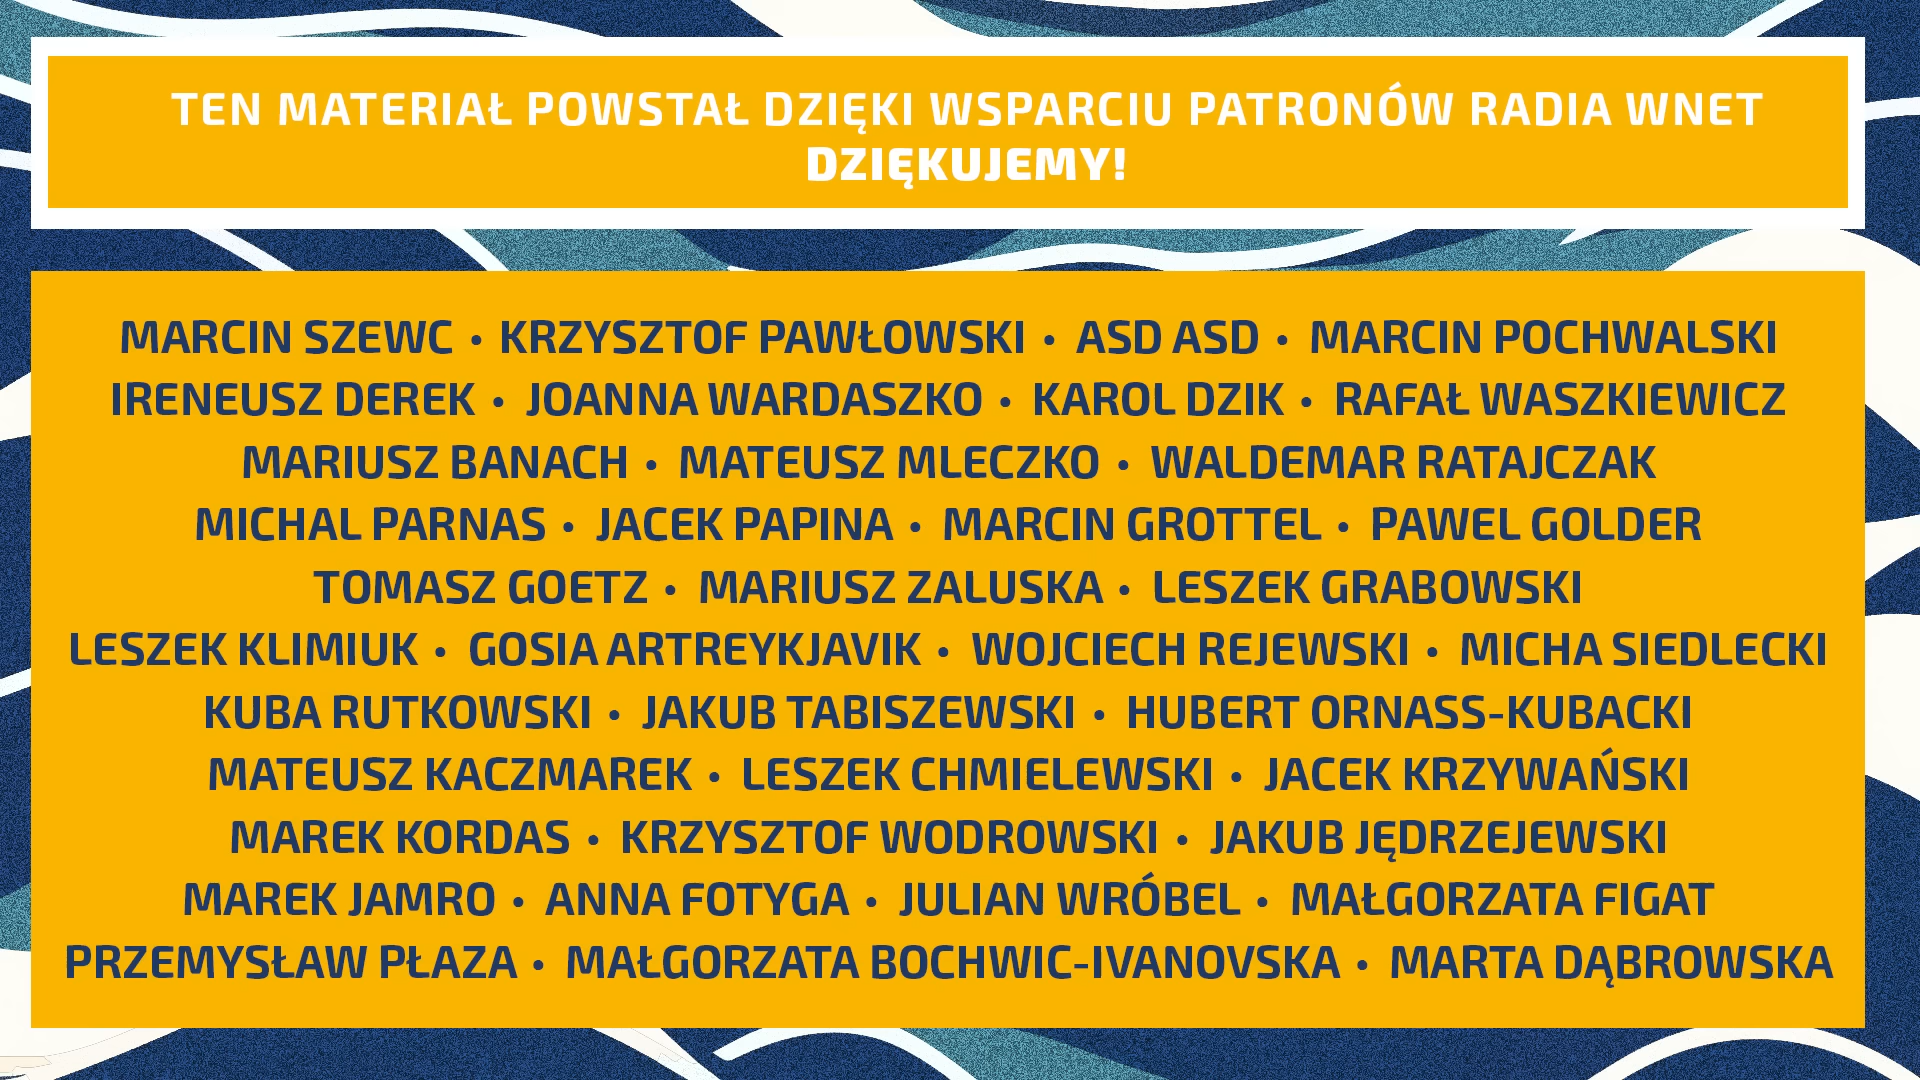 TEN MATERIAŁ POWSTAŁ DZIĘKI WSPARCIU PATRONÓW RADIA WNET
DZIĘKUJEMY!
MARCIN SZEWC • KRZYSZTOF PAWŁOWSKI • ASD ASD • MARCIN POCHWALSKI
IRENEUSZ DEREK • JOANNA WARDASZKO • KAROL DZIK • RAFAŁ WASZKIEWICZ
MARIUSZ BANACH • MATEUSZ MLECZKO • WALDEMAR RATAJCZAK
MICHAL PARNAS • JACEK PAPINA • MARCIN GROTTEL • PAWEL GOLDER
TOMASZ GOETZ • MARIUSZ ZALUSKA • LESZEK GRABOWSKI
LESZEK KLIMIUK • GOSIA ARTREYKJAVIK • WOJCIECH REJEWSKI • MICHA SIEDLECKI
KUBA RUTKOWSKI • JAKUB TABISZEWSKI • HUBERT ORNASS-KUBACKI
MATEUSZ KACZMAREK • LESZEK CHMIELEWSKI • JACEK KRZYWAŃSKI
MAREK KORDAS • KRZYSZTOF WODROWSKI • JAKUB JĘDRZEJEWSKI
MAREK JAMRO • ANNA FOTYGA • JULIAN WRÓBEL • MAŁGORZATA FIGAT
PRZEMYSŁAW PŁAZA • MAŁGORZATA BOCHWIC-IVANOVSKA • MARTA DĄBROWSKA